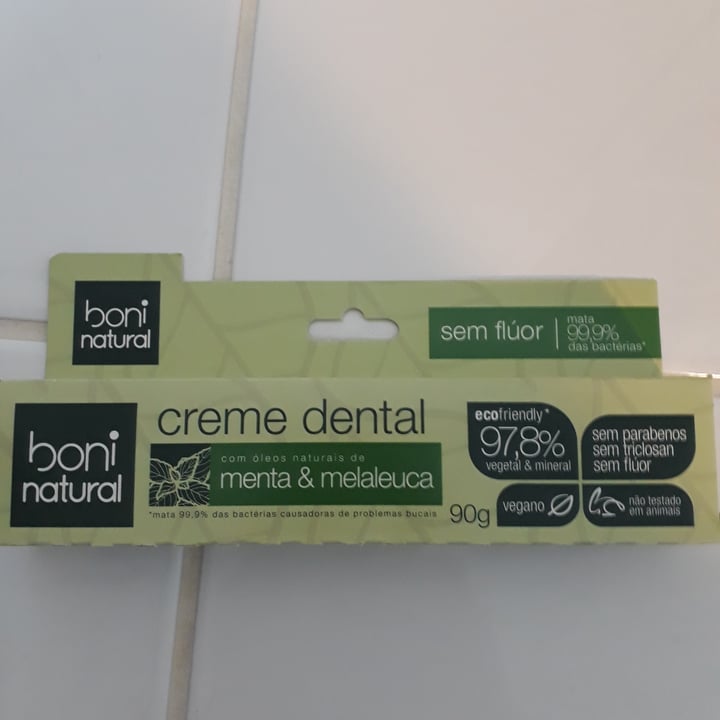 boni
natural
sem flúor
mata
99,9%
das bactérias*
boni
natural
creme dental
com óleos naturais de
menta & melaleuca
*mata 99,9% das bactérias causadoras de problemas bucais
90g
ecofriendly*
97,8%
vegetal & mineral
sem parabenos
sem triclosan
sem flúor
vegano
não testado
em animais